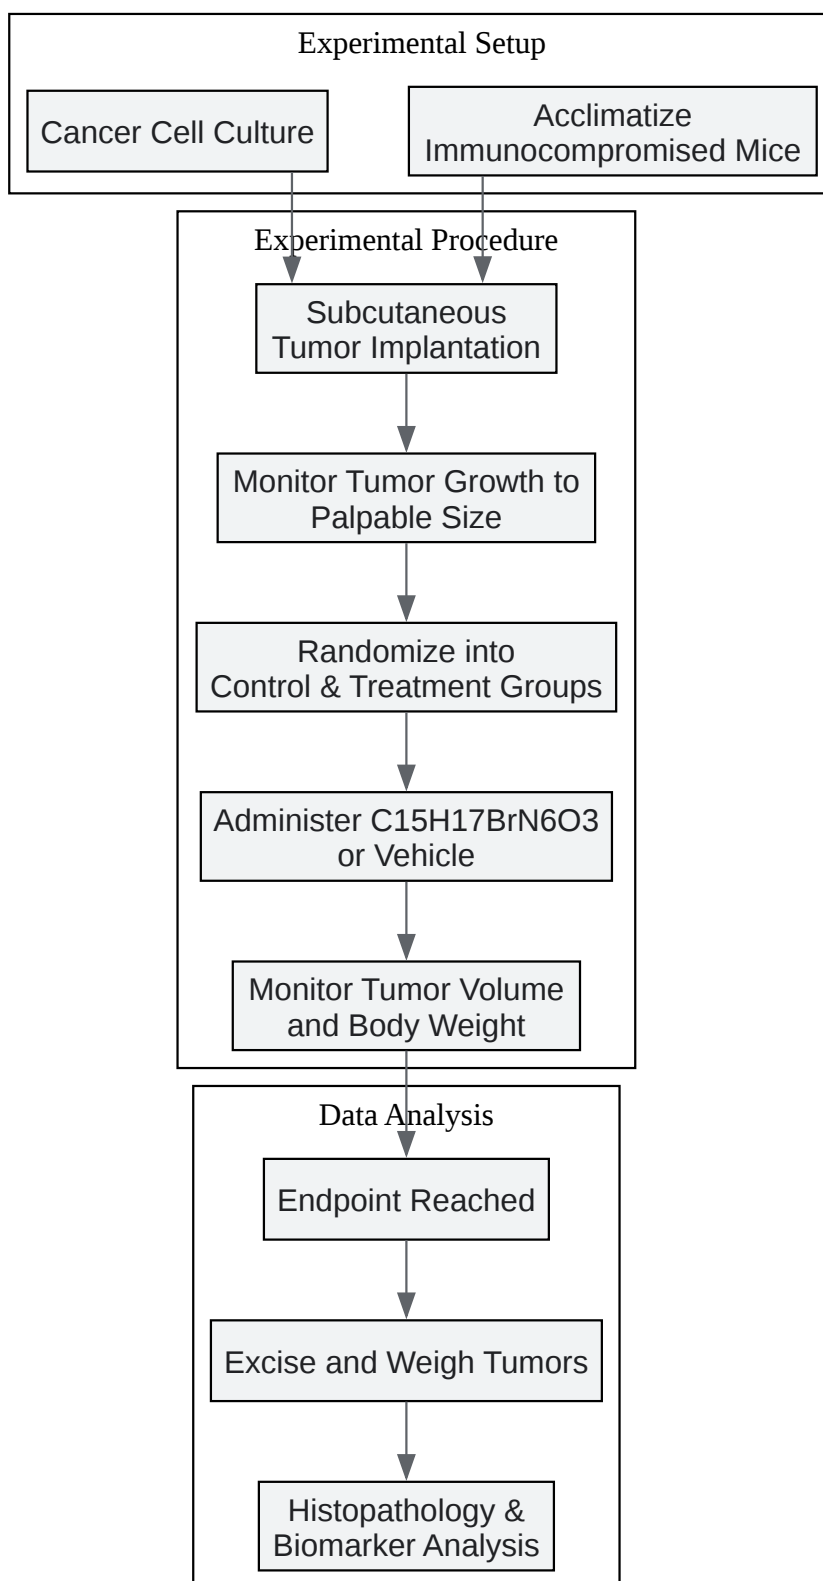 Experimental Setup
Cancer Cell Culture
Acclimatize
Immunocompromised Mice
Experimental Procedure
Subcutaneous
Tumor Implantation
Monitor Tumor Growth to
Palpable Size
Randomize into
Control & Treatment Groups
Administer C15H17BrN6O3
or Vehicle
Monitor Tumor Volume
and Body Weight
Data Analysis
Endpoint Reached
Excise and Weigh Tumors
Histopathology &
Biomarker Analysis